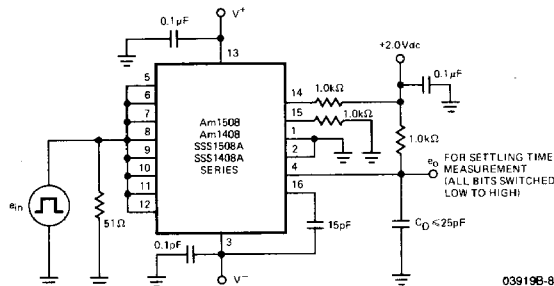 V+
0.1μF
13
+2.0Vdc
0.1μF
5
6
7
8
9
10
11
12
Am1508
Am1408
SSS1508A
SSS1408A
SERIES
14
15
1
2
4
16
3
1.0kΩ
1.0kΩ
1.0kΩ
eo
FOR SETTLING TIME
MEASUREMENT
(ALL BITS SWITCHED
LOW TO HIGH)
ein
51Ω
15pF
CO ≤25pF
0.1pF
V−
03919B-8